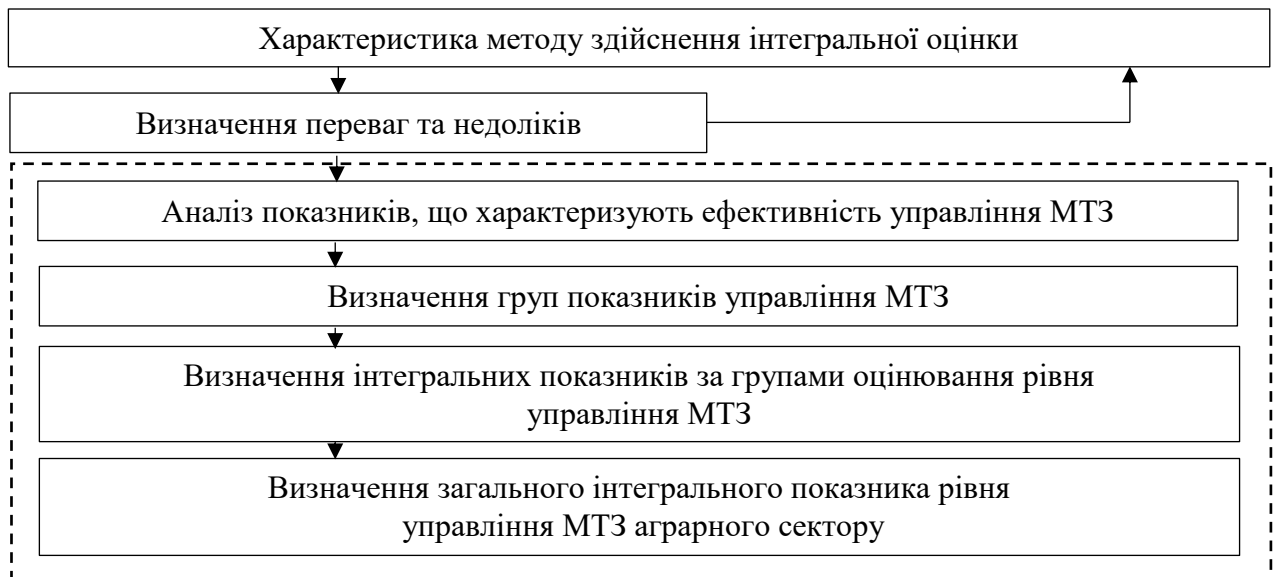 Характеристика методу здійснення інтегральної оцінки
Визначення переваг та недоліків
Аналіз показників, що характеризують ефективність управління МТЗ
Визначення груп показників управління МТЗ
Визначення інтегральних показників за групами оцінювання рівня
управління МТЗ
Визначення загального інтегрального показника рівня
управління МТЗ аграрного сектору